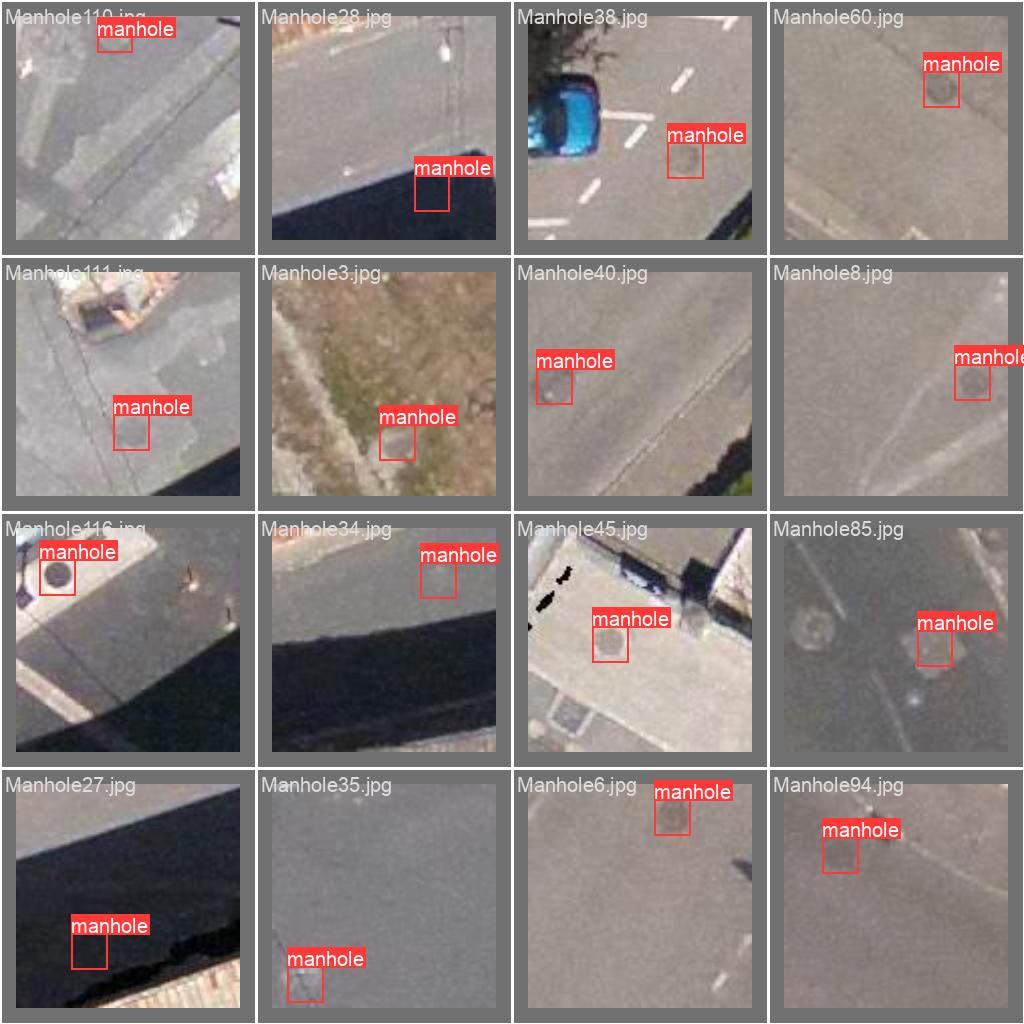 Manhole110.jpg
manhole
Manhole28.jpg
manhole
Manhole38.jpg
manhole
Manhole60.jpg
manhole
Manhole111.jpg
manhole
Manhole3.jpg
manhole
Manhole40.jpg
manhole
Manhole8.jpg
manhole
Manhole116.jpg
manhole
Manhole34.jpg
manhole
Manhole45.jpg
manhole
Manhole85.jpg
manhole
Manhole27.jpg
manhole
Manhole35.jpg
manhole
Manhole6.jpg
manhole
Manhole94.jpg
manhole